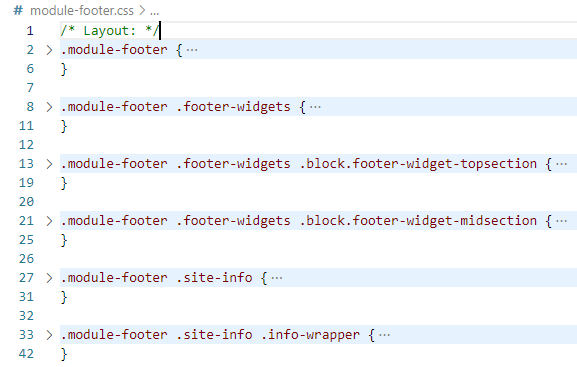 # module-footer.css > ...
1 /* Layout: */
2 > .module-footer { ...
6 }
7
8 > .module-footer .footer-widgets { ...
11 }
12
13 > .module-footer .footer-widgets .block.footer-widget-topsection { ...
19 }
20
21 > .module-footer .footer-widgets .block.footer-widget-midsection { ...
25 }
26
27 > .module-footer .site-info { ...
31 }
32
33 > .module-footer .site-info .info-wrapper { ...
42 }